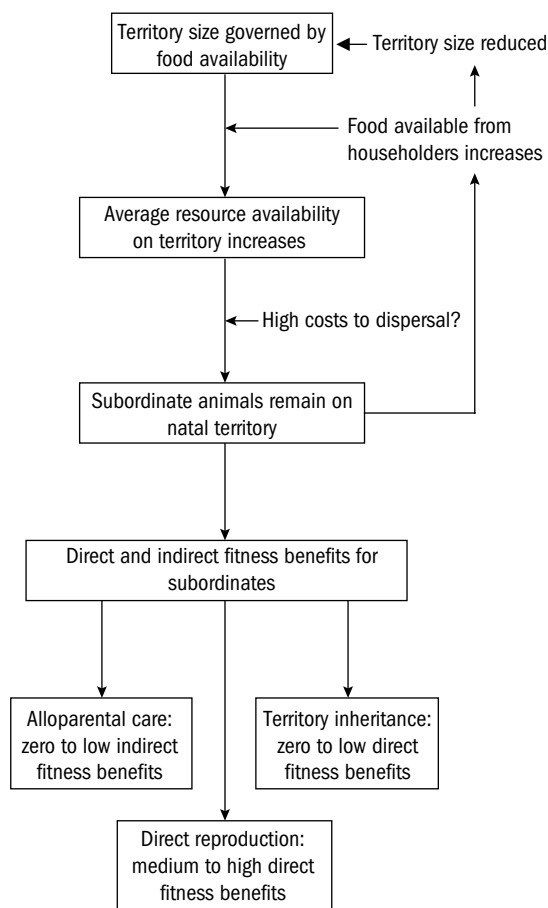 Territory size governed by
food availability
Territory size reduced
Food available from
householders increases
Average resource availability
on territory increases
High costs to dispersal?
Subordinate animals remain on
natal territory
Direct and indirect fitness benefits for
subordinates
Alloparental care:
zero to low indirect
fitness benefits
Territory inheritance:
zero to low direct
fitness benefits
Direct reproduction:
medium to high direct
fitness benefits